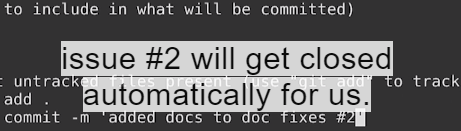 to include in what will be committed)
issue #2 will get closed
untracked files present (use "git add" to track
automatically for us.
add .
commit -m 'added docs to doc fixes #2'